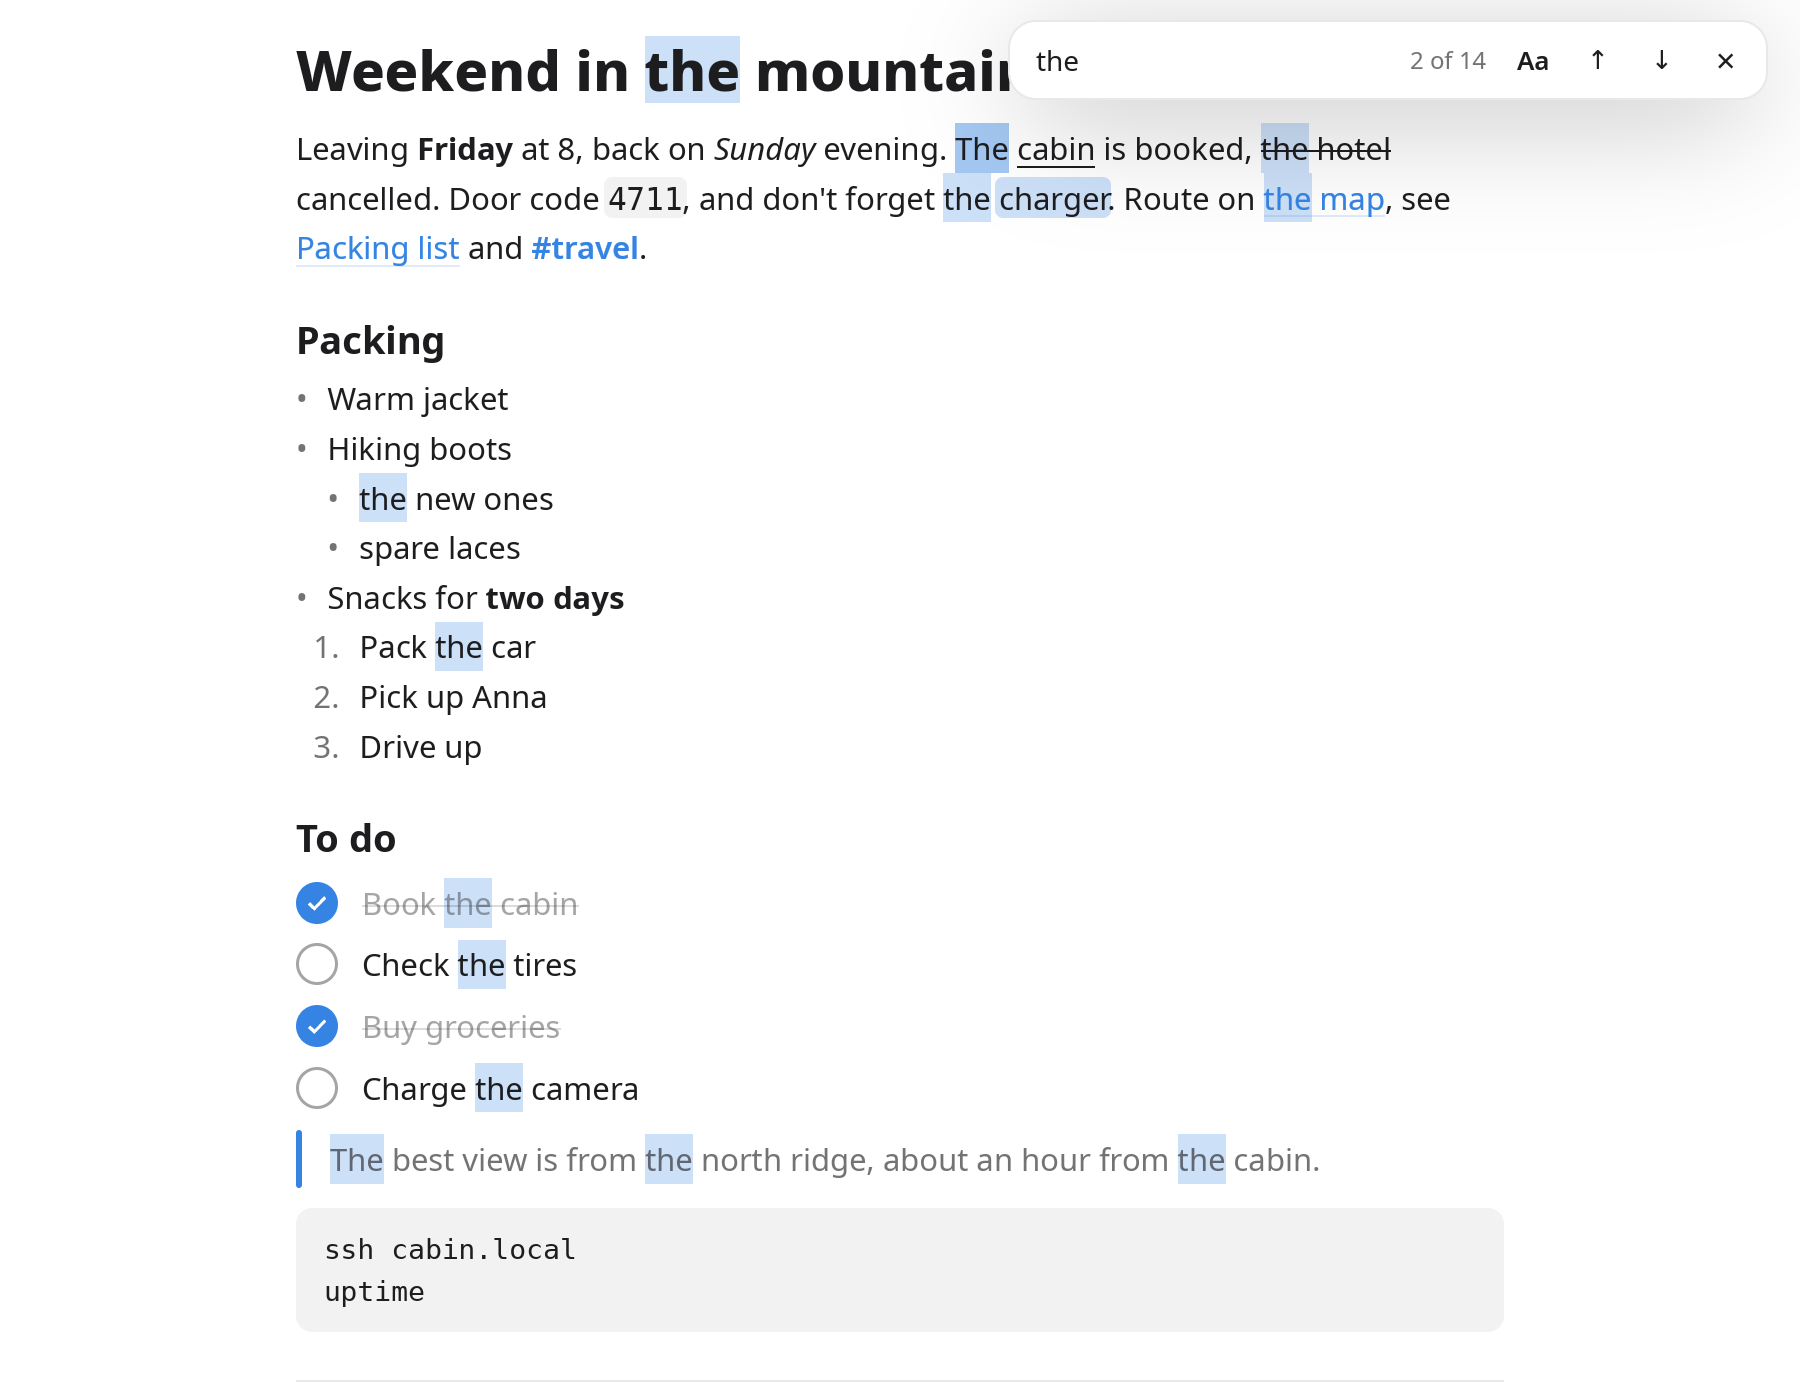 Weekend in the mountain
the 2 of 14 Aa ↑ ↓ ✕
Leaving Friday at 8, back on Sunday evening. The cabin is booked, the hotel
cancelled. Door code 4711, and don't forget the charger. Route on the map, see
Packing list and #travel.
Packing
• Warm jacket
• Hiking boots
• the new ones
• spare laces
• Snacks for two days
1. Pack the car
2. Pick up Anna
3. Drive up
To do
Book the cabin
Check the tires
Buy groceries
Charge the camera
The best view is from the north ridge, about an hour from the cabin.
ssh cabin.local
uptime